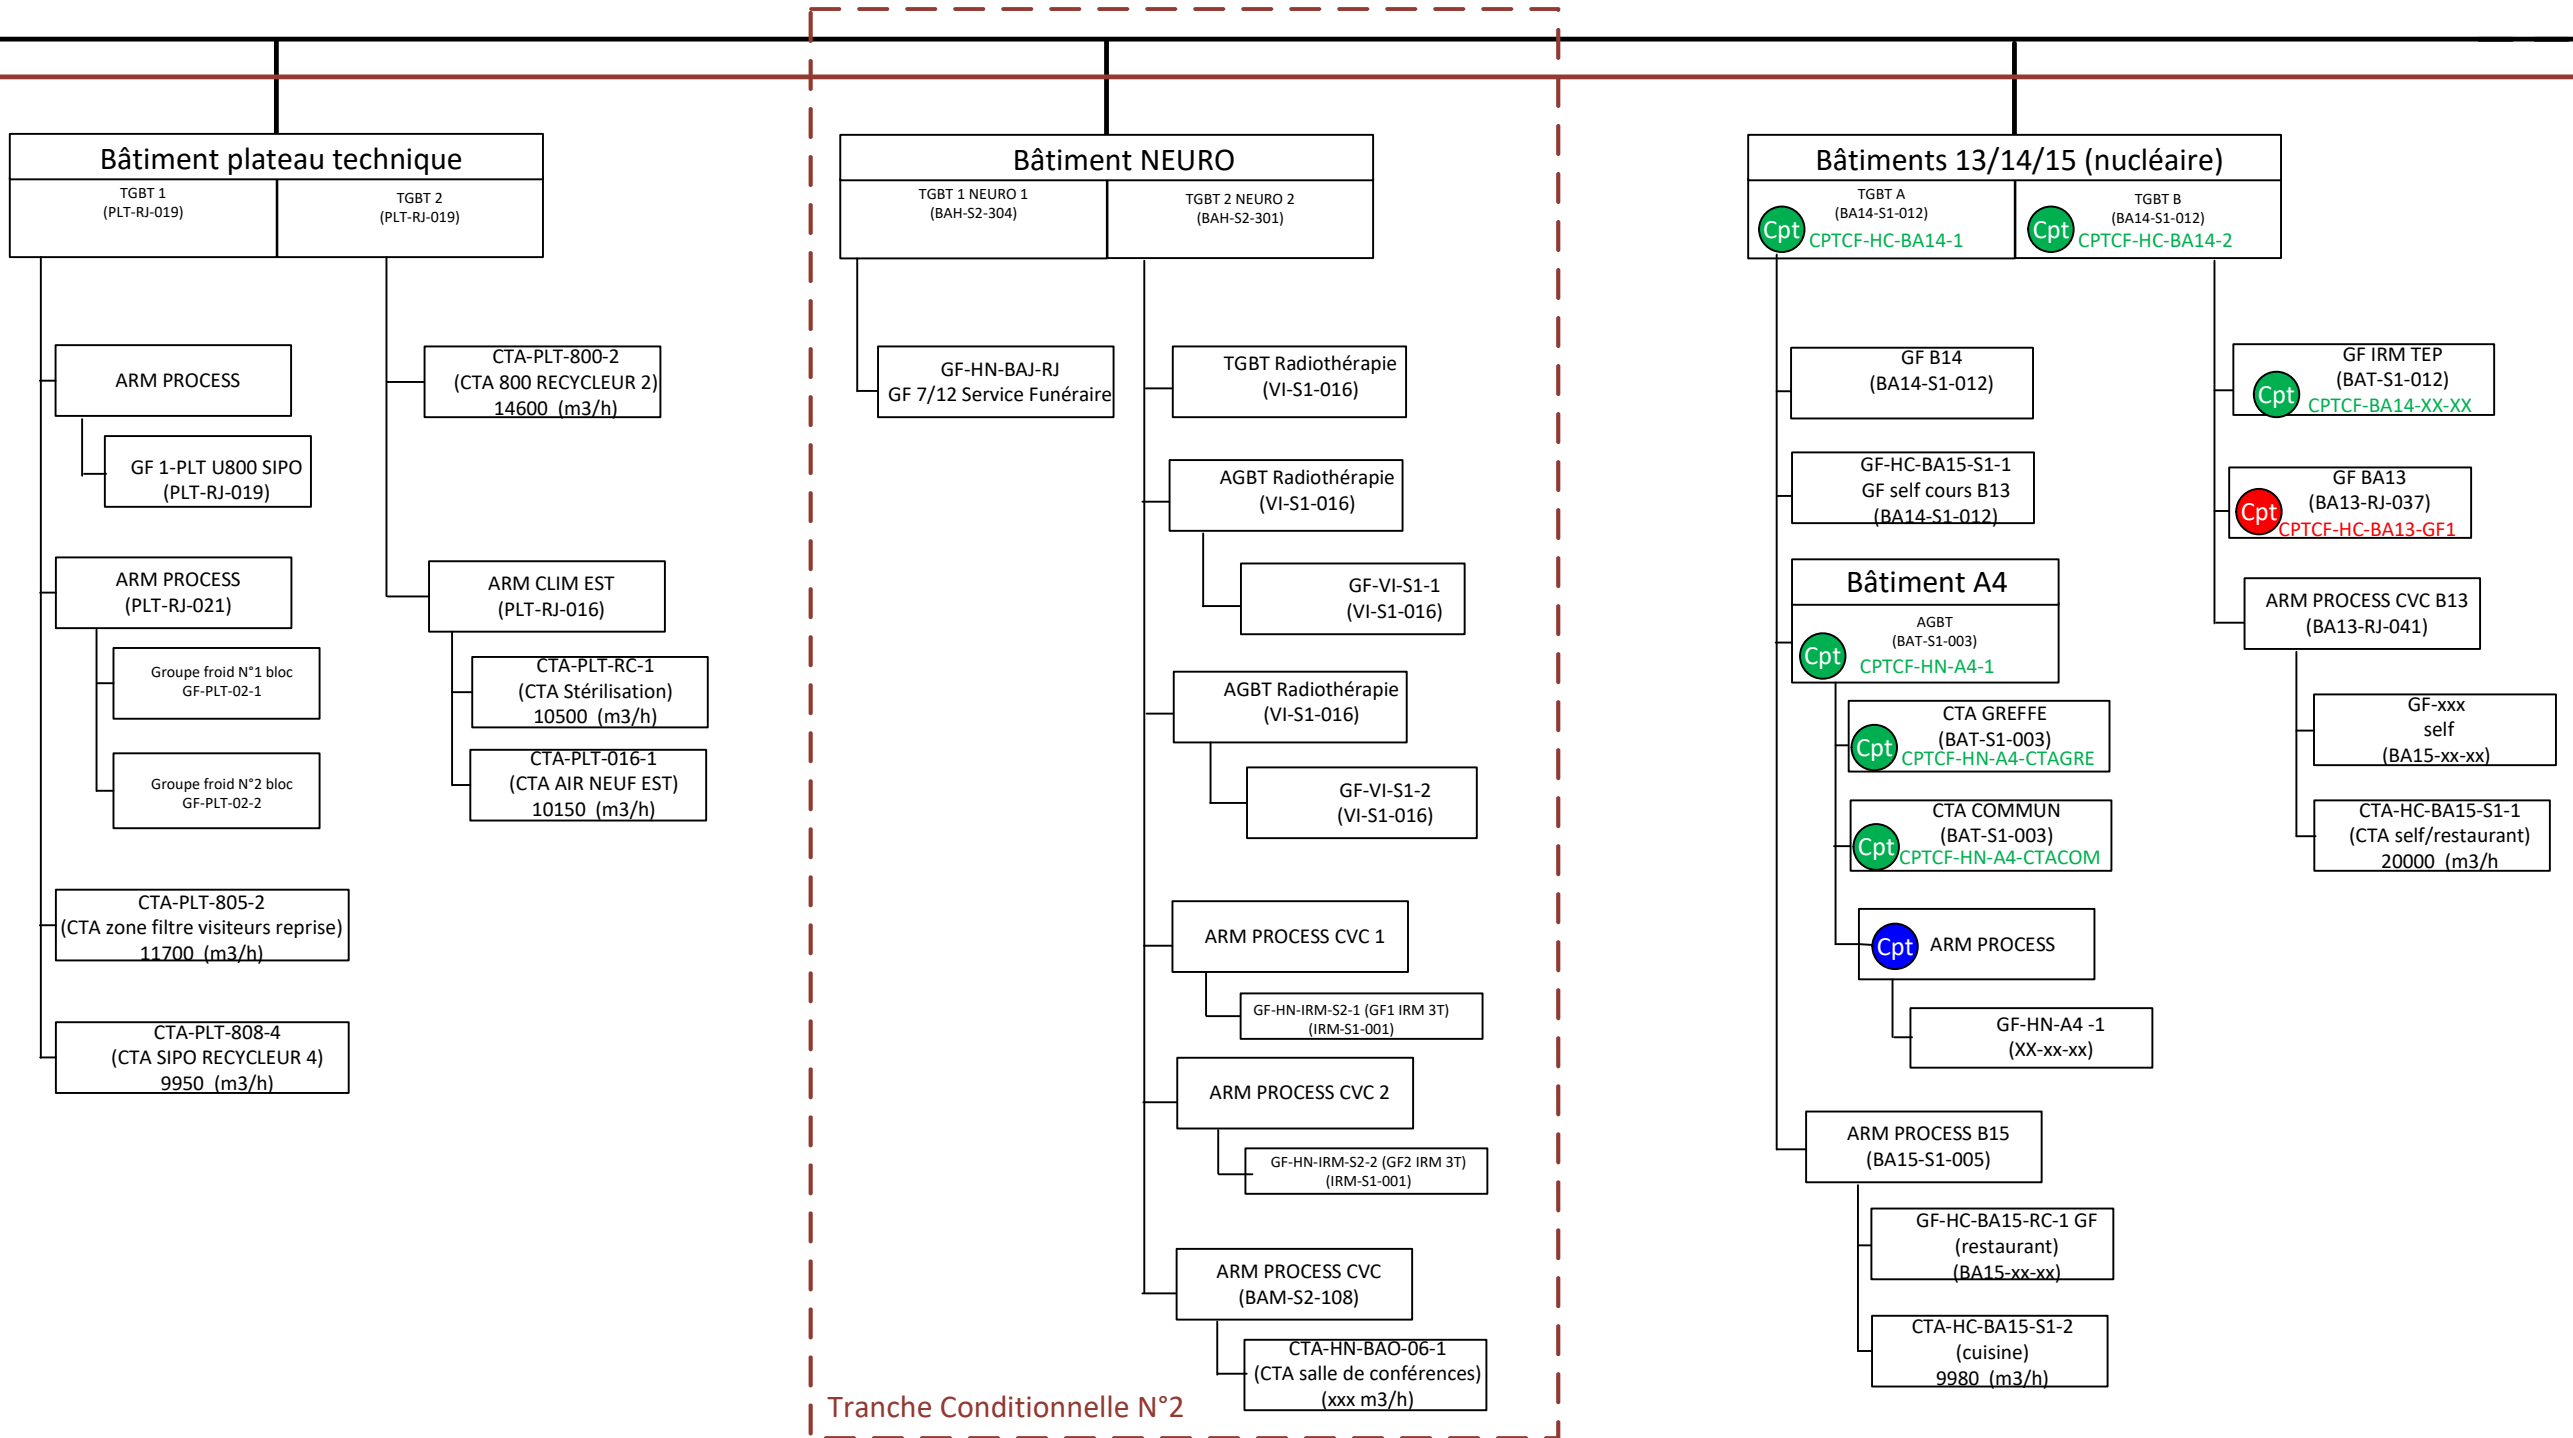 Bâtiment plateau technique
TGBT 1
(PLT-RJ-019)
TGBT 2
(PLT-RJ-019)
ARM PROCESS
GF 1-PLT U800 SIPO
(PLT-RJ-019)
ARM PROCESS
(PLT-RJ-021)
Groupe froid N°1 bloc
GF-PLT-02-1
Groupe froid N°2 bloc
GF-PLT-02-2
CTA-PLT-805-2
(CTA zone filtre visiteurs reprise)
11700 (m3/h)
CTA-PLT-808-4
(CTA SIPO RECYCLEUR 4)
9950 (m3/h)
CTA-PLT-800-2
(CTA 800 RECYCLEUR 2)
14600 (m3/h)
ARM CLIM EST
(PLT-RJ-016)
CTA-PLT-RC-1
(CTA Stérilisation)
10500 (m3/h)
CTA-PLT-016-1
(CTA AIR NEUF EST)
10150 (m3/h)
Bâtiment NEURO
TGBT 1 NEURO 1
(BAH-S2-304)
TGBT 2 NEURO 2
(BAH-S2-301)
GF-HN-BAJ-RJ
GF 7/12 Service Funéraire
TGBT Radiothérapie
(VI-S1-016)
AGBT Radiothérapie
(VI-S1-016)
GF-VI-S1-1
(VI-S1-016)
AGBT Radiothérapie
(VI-S1-016)
GF-VI-S1-2
(VI-S1-016)
ARM PROCESS CVC 1
GF-HN-IRM-S2-1 (GF1 IRM 3T)
(IRM-S1-001)
ARM PROCESS CVC 2
GF-HN-IRM-S2-2 (GF2 IRM 3T)
(IRM-S1-001)
ARM PROCESS CVC
(BAM-S2-108)
CTA-HN-BAO-06-1
(CTA salle de conférences)
(xxx m3/h)
Tranche Conditionnelle N°2
Bâtiments 13/14/15 (nucléaire)
TGBT A
(BA14-S1-012)
Cpt
CPTCF-HC-BA14-1
TGBT B
(BA14-S1-012)
Cpt
CPTCF-HC-BA14-2
GF B14
(BA14-S1-012)
GF-HC-BA15-S1-1
GF self cours B13
(BA14-S1-012)
Bâtiment A4
AGBT
(BAT-S1-003)
Cpt
CPTCF-HN-A4-1
CTA GREFFE
(BAT-S1-003)
Cpt
CPTCF-HN-A4-CTAGRE
CTA COMMUN
(BAT-S1-003)
Cpt
CPTCF-HN-A4-CTACOM
Cpt
ARM PROCESS
GF-HN-A4 -1
(XX-xx-xx)
ARM PROCESS B15
(BA15-S1-005)
GF-HC-BA15-RC-1 GF
(restaurant)
(BA15-xx-xx)
CTA-HC-BA15-S1-2
(cuisine)
9980 (m3/h)
GF IRM TEP
(BAT-S1-012)
Cpt
CPTCF-BA14-XX-XX
GF BA13
(BA13-RJ-037)
Cpt
CPTCF-HC-BA13-GF1
ARM PROCESS CVC B13
(BA13-RJ-041)
GF-xxx
self
(BA15-xx-xx)
CTA-HC-BA15-S1-1
(CTA self/restaurant)
20000 (m3/h